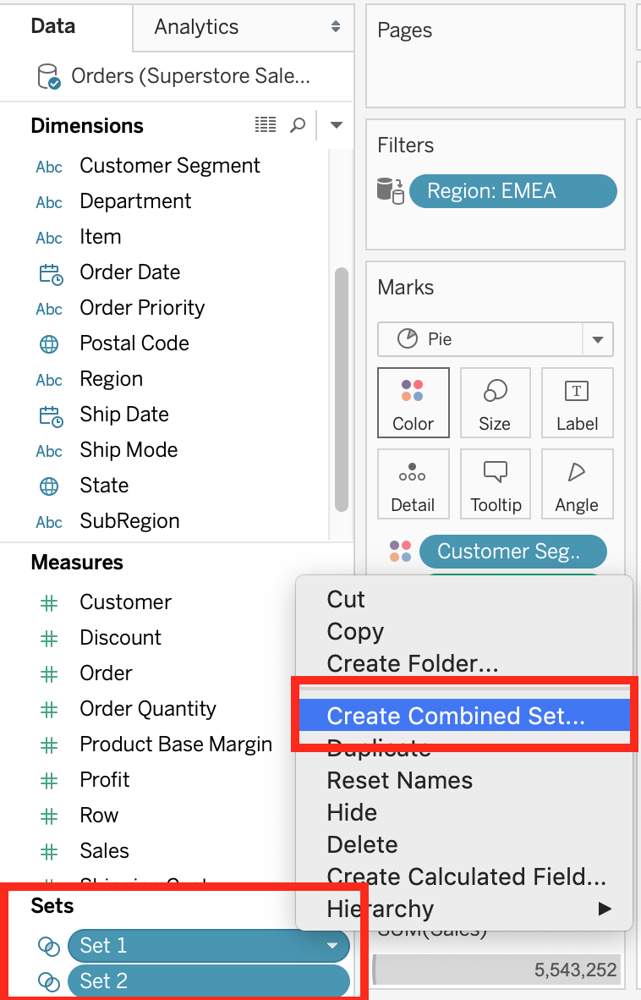 Data
Analytics
Orders (Superstore Sale...
Dimensions
Abc Customer Segment
Abc Department
Abc Item
Order Date
Abc Order Priority
Postal Code
Abc Region
Ship Date
Abc Ship Mode
State
Abc SubRegion
Measures
Customer
Discount
Order
Order Quantity
Product Base Margin
Profit
Row
Sales
Sets
Set 1
Set 2
Pages
Filters
Region: EMEA
Marks
Pie
Color Size T Label
Detail Tooltip Angle
Customer Seg..
Cut
Copy
Create Folder...
Create Combined Set...
Duplicate
Reset Names
Hide
Delete
Create Calculated Field...
Hierarchy
SUM(Sales)
5,543,252